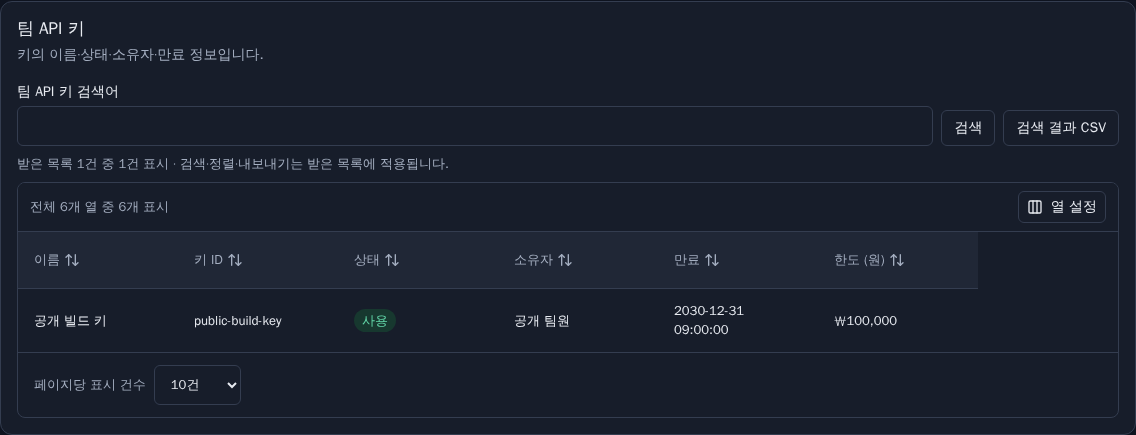 팀 API 키
키의 이름·상태·소유자·만료 정보입니다.
팀 API 키 검색어
검색
검색 결과 CSV
받은 목록 1건 중 1건 표시 · 검색·정렬·내보내기는 받은 목록에 적용됩니다.
전체 6개 열 중 6개 표시
열 설정
이름 키 ID 상태 소유자 만료 한도 (원)
공개 빌드 키 public-build-key 사용 공개 팀원 2030-12-31 09:00:00 ₩100,000
페이지당 표시 건수 10건